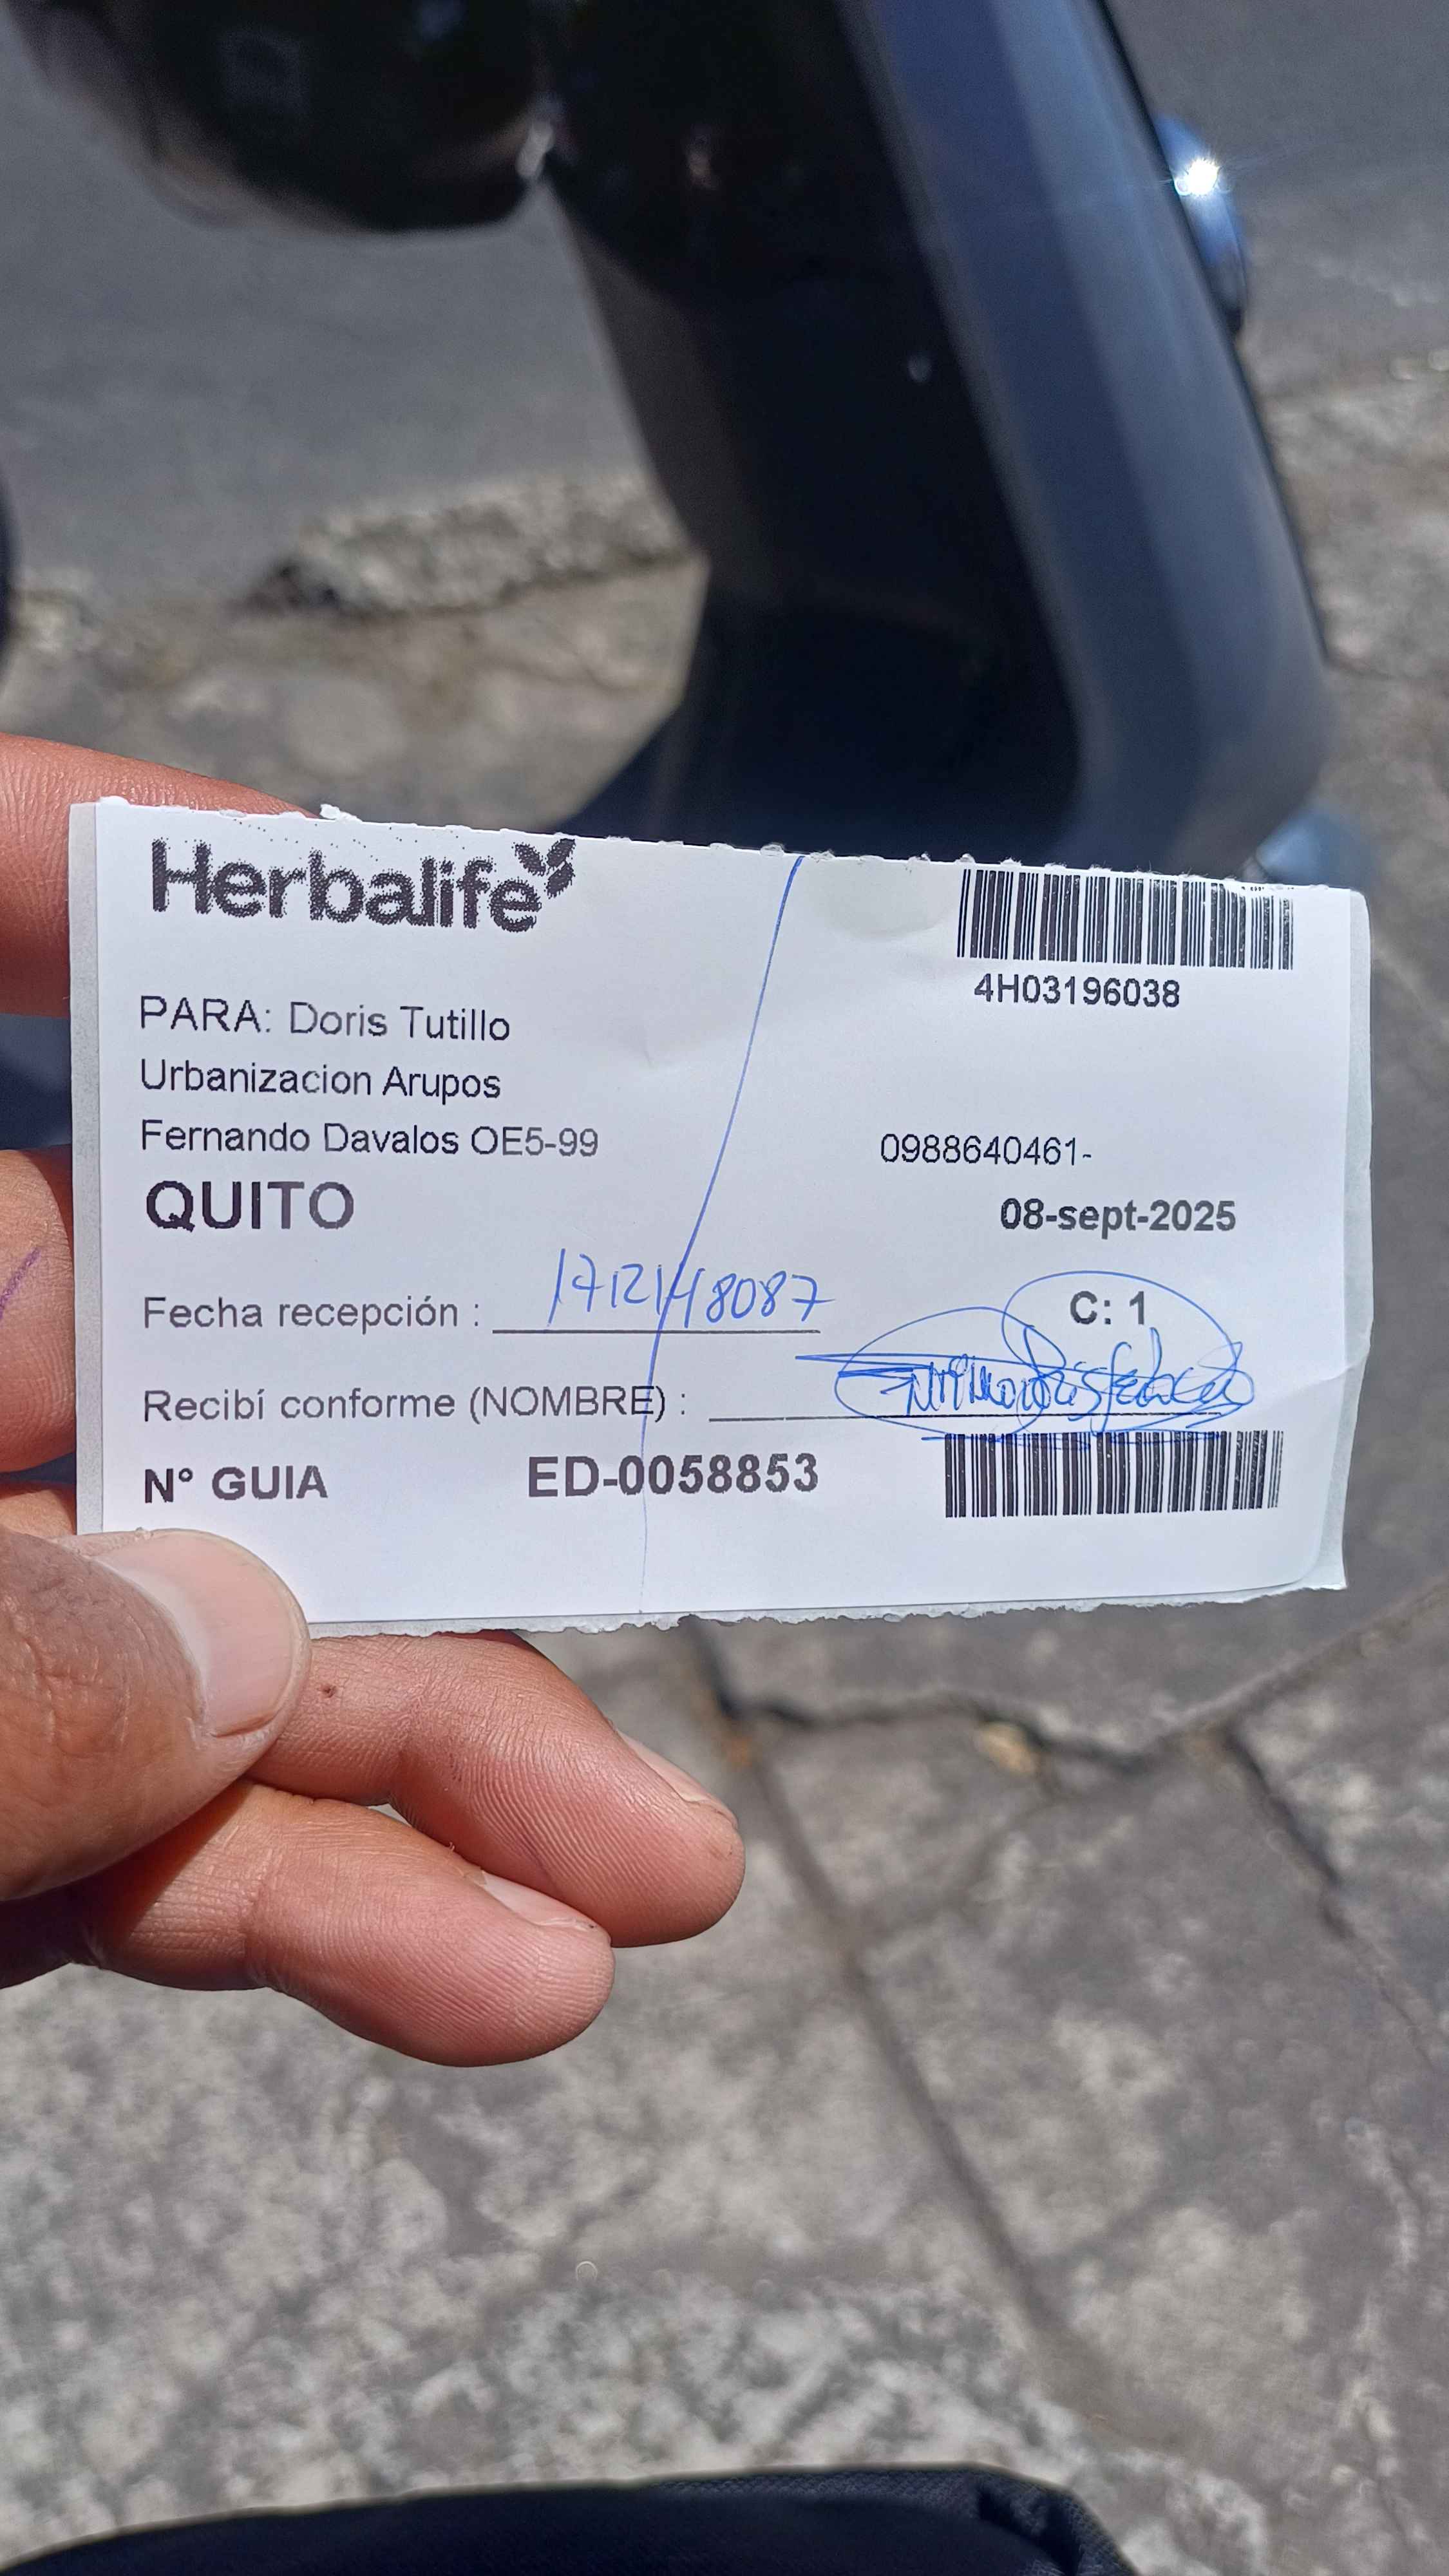 Herbalife
4H03196038
PARA: Doris Tutillo
Urbanizacion Arupos
Fernando Davalos OE5-99 0988640461-
QUITO 08-sept-2025
Fecha recepción : 1712148087 C: 1
Recibí conforme (NOMBRE) :
N° GUIA ED-0058853